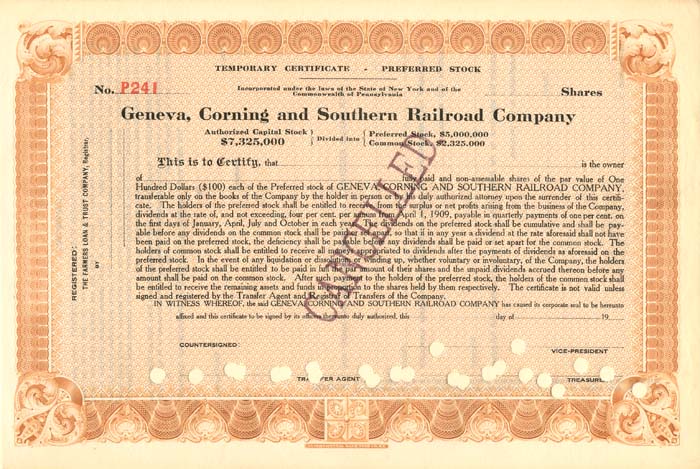 TEMPORARY CERTIFICATE - PREFERRED STOCK
No. P241
Incorporated under the laws of the State of New York and of the
Commonwealth of Pennsylvania
Shares
Geneva, Corning and Southern Railroad Company
Authorized Capital Stock
$7,325,000
Divided into
Preferred Stock, $5,000,000
Common Stock, $2,325,000
This is to Certify, that
is the owner
of fully paid and non-assessable shares of the par value of One
Hundred Dollars ($100) each of the Preferred stock of GENEVA, CORNING AND SOUTHERN RAILROAD COMPANY,
transferable only on the books of the Company by the holder in person or by his duly authorized attorney upon the surrender of this certifi-
cate. The holders of the preferred stock shall be entitled to receive from the surplus or net profits arising from the business of the Company,
dividends at the rate of, and not exceeding, four per cent. per annum from April 1, 1909, payable in quarterly payments of one per cent. on
the first days of January, April, July and October in each year. The dividends on the preferred stock shall be cumulative and shall be pay-
able before any dividends on the common stock shall be paid or set apart so that if in any year a dividend at the rate aforesaid shall not have
been paid on the preferred stock, the deficiency shall be payable before any dividends shall be paid or set apart for the common stock. The
holders of common stock shall be entitled to receive all moneys appropriated to dividends after the payments of dividends as aforesaid on the
preferred stock. In the event of any liquidation or dissolution or winding up, whether voluntary or involuntary, of the Company, the holders
of the preferred stock shall be entitled to be paid in full the par amount of their shares and the unpaid dividends accrued thereon before any
amount shall be paid on the common stock. After such payment to the holders of the preferred stock, the holders of the common stock shall
be entitled to receive the remaining assets and funds in proportion to the shares held by them respectively. The certificate is not valid unless
signed and registered by the Transfer Agent and Registrar of Transfers of the Company.
IN WITNESS WHEREOF, the said GENEVA, CORNING AND SOUTHERN RAILROAD COMPANY has caused its corporate seal to be hereunto
affixed and this certificate to be signed by its officers thereunto duly authorized, this day of 19
CANCELLED
REGISTERED:
THE FARMERS LOAN & TRUST COMPANY, Registrar,
COUNTERSIGNED:
VICE-PRESIDENT
TRANSFER AGENT
TREASURER